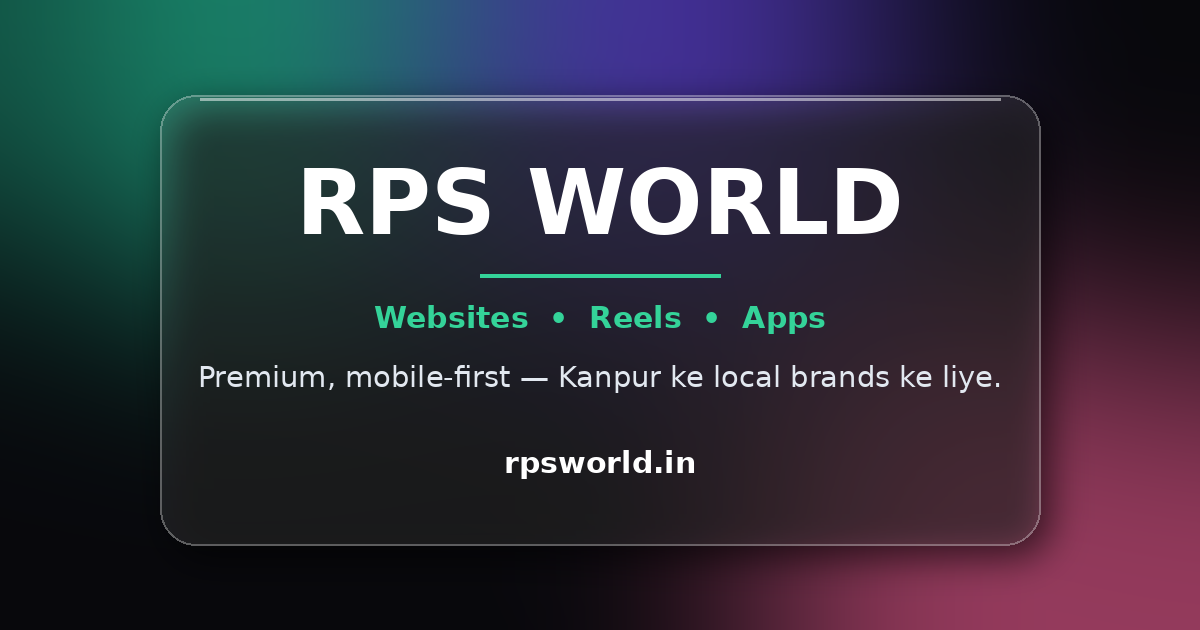 RPS WORLD
Websites • Reels • Apps
Premium, mobile-first — Kanpur ke local brands ke liye.
rpsworld.in